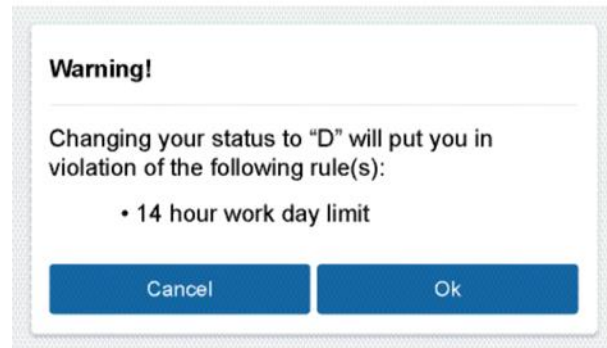 Warning!
Changing your status to “D” will put you in
violation of the following rule(s):
• 14 hour work day limit
Cancel
Ok